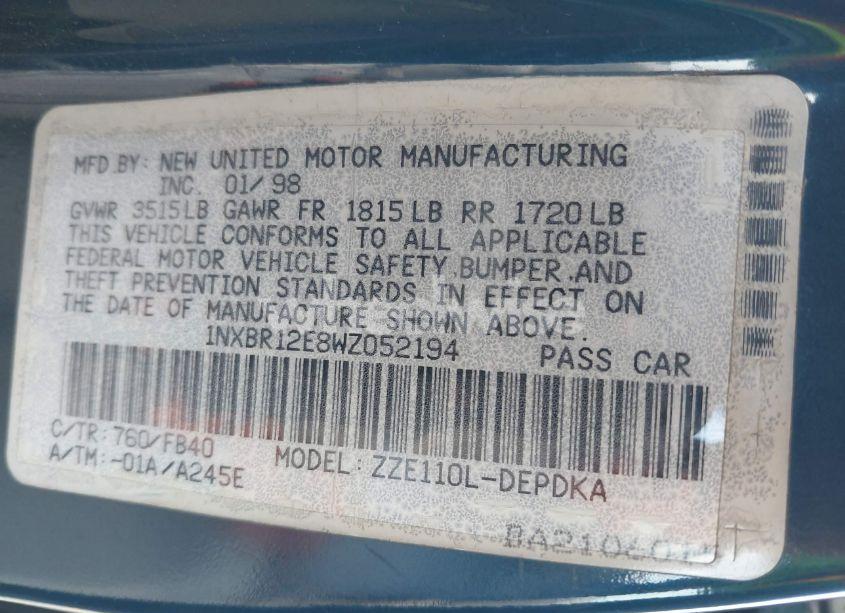 MFD.BY: NEW UNITED MOTOR MANUFACTURING
INC. 01/98
GVWR 3515LB GAWR FR 1815LB RR 1720LB
THIS VEHICLE CONFORMS TO ALL APPLICABLE
FEDERAL MOTOR VEHICLE SAFETY.BUMPER.AND
THEFT PREVENTION STANDARDS IN EFFECT ON
THE DATE OF MANUFACTURE SHOWN ABOVE.
1NXBR12E8WZ052194 PASS CAR
C/TR: 760/FB40
A/TM: -01A/A245E MODEL: ZZE110L-DEPDKA